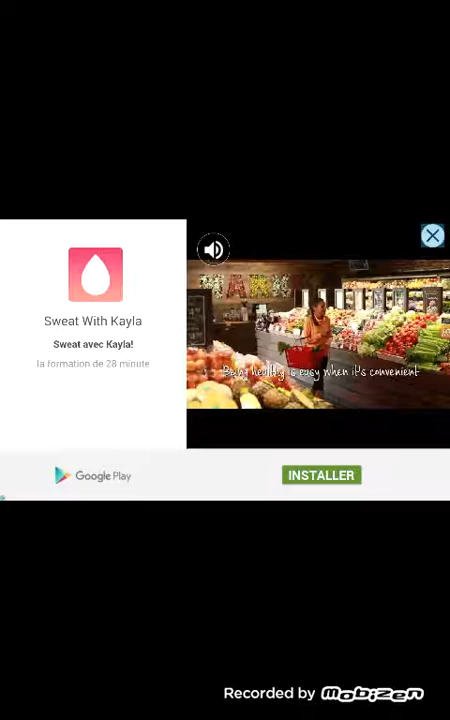 Sweat With Kayla
Sweat avec Kayla!
la formation de 28 minute
Being healthy is easy when it's convenient
Google Play
INSTALLER
Recorded by mobizen